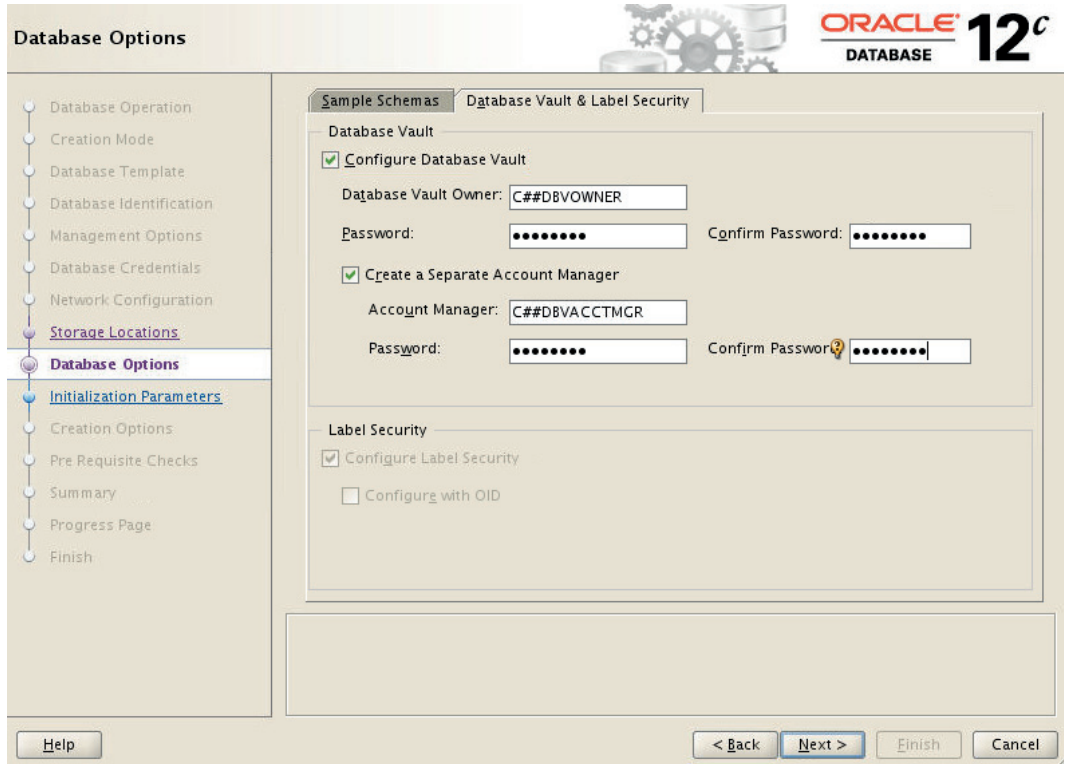 Database Options
ORACLE DATABASE 12c
Database Operation
Creation Mode
Database Template
Database Identification
Management Options
Database Credentials
Network Configuration
Storage Locations
Database Options
Initialization Parameters
Creation Options
Pre Requisite Checks
Summary
Progress Page
Finish
Sample Schemas Database Vault & Label Security
Database Vault
Configure Database Vault
Database Vault Owner: C##DBVOWNER
Password: •••••••• Confirm Password: ••••••••
Create a Separate Account Manager
Account Manager: C##DBVACCTMGR
Password: •••••••• Confirm Password ••••••••
Label Security
Configure Label Security
Configure with OID
Help < Back Next > Finish Cancel